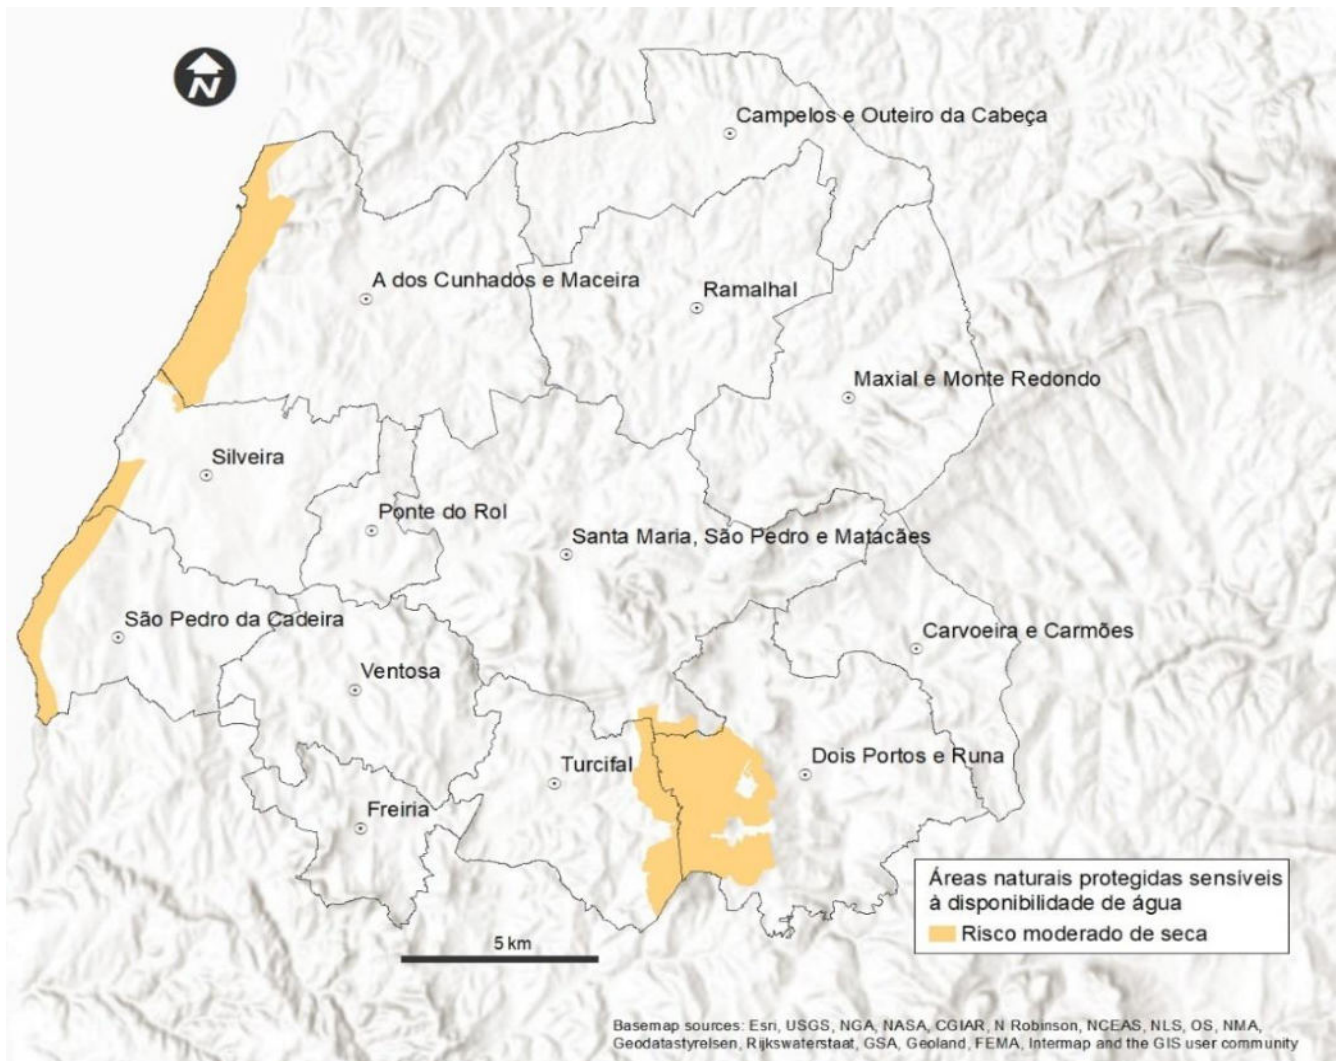 N
Campelos e Outeiro da Cabeça
A dos Cunhados e Maceira
Ramalhal
Maxial e Monte Redondo
Silveira
Ponte do Rol
Santa Maria, São Pedro e Matacães
São Pedro da Cadeira
Carvoeira e Carmões
Ventosa
Turcifal
Dois Portos e Runa
Freiria
Áreas naturais protegidas sensíveis
à disponibilidade de água
Risco moderado de seca
5 km
Basemap sources: Esri, USGS, NGA, NASA, CGIAR, N Robinson, NCEAS, NLS, OS, NMA,
Geodatastyrelsen, Rijkswaterstaat, GSA, Geoland, FEMA, Intermap and the GIS user community